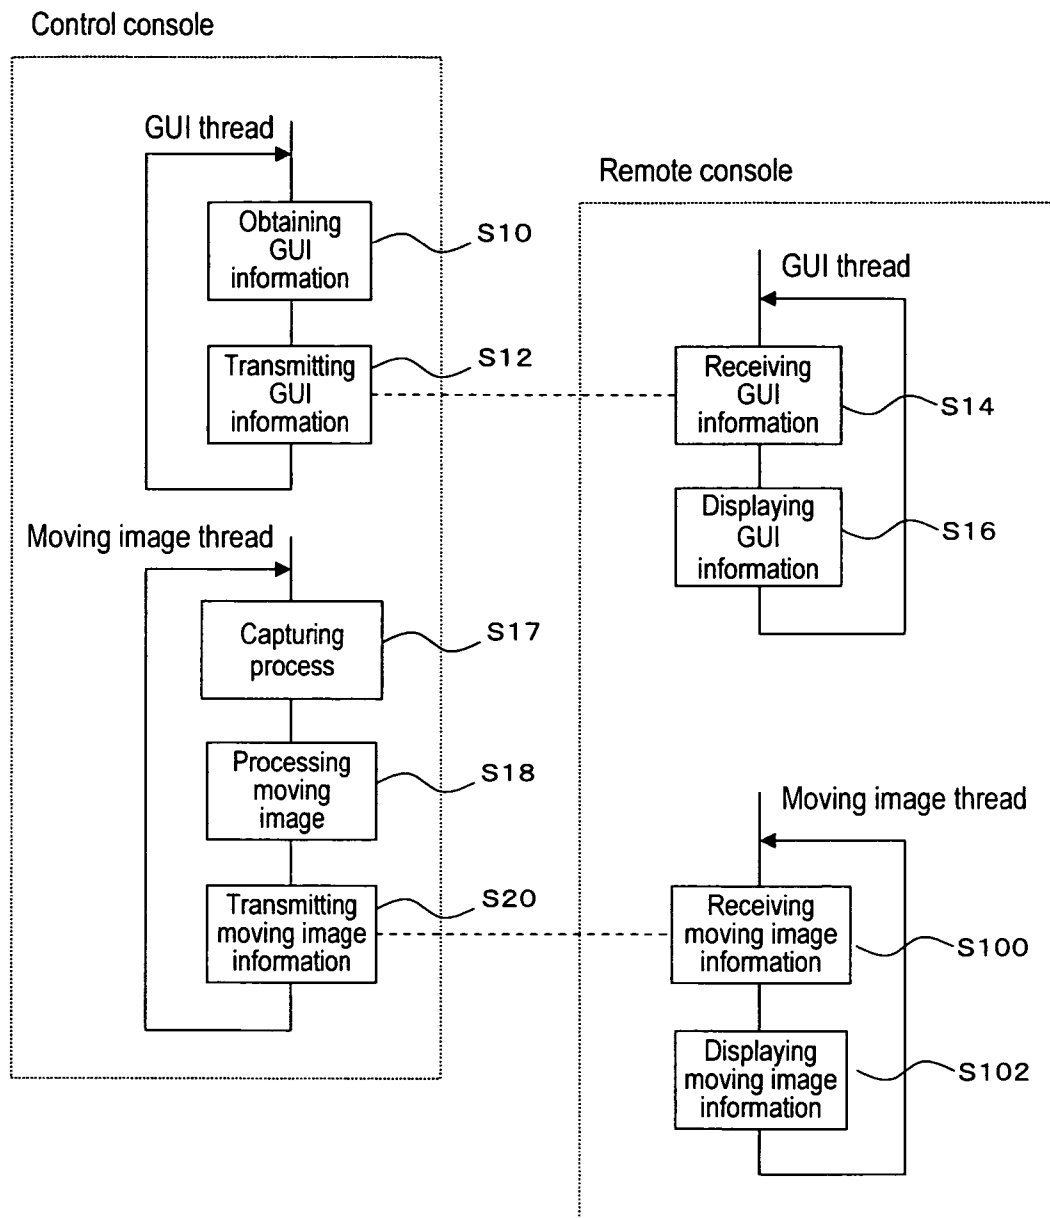 Control console
GUI thread
Obtaining
GUI
information
S10
Transmitting
GUI
information
S12
Moving image thread
Capturing
process
S17
Processing
moving
image
S18
Transmitting
moving image
information
S20
Remote console
GUI thread
Receiving
GUI
information
S14
Displaying
GUI
information
S16
Moving image thread
Receiving
moving image
information
S100
Displaying
moving image
information
S102